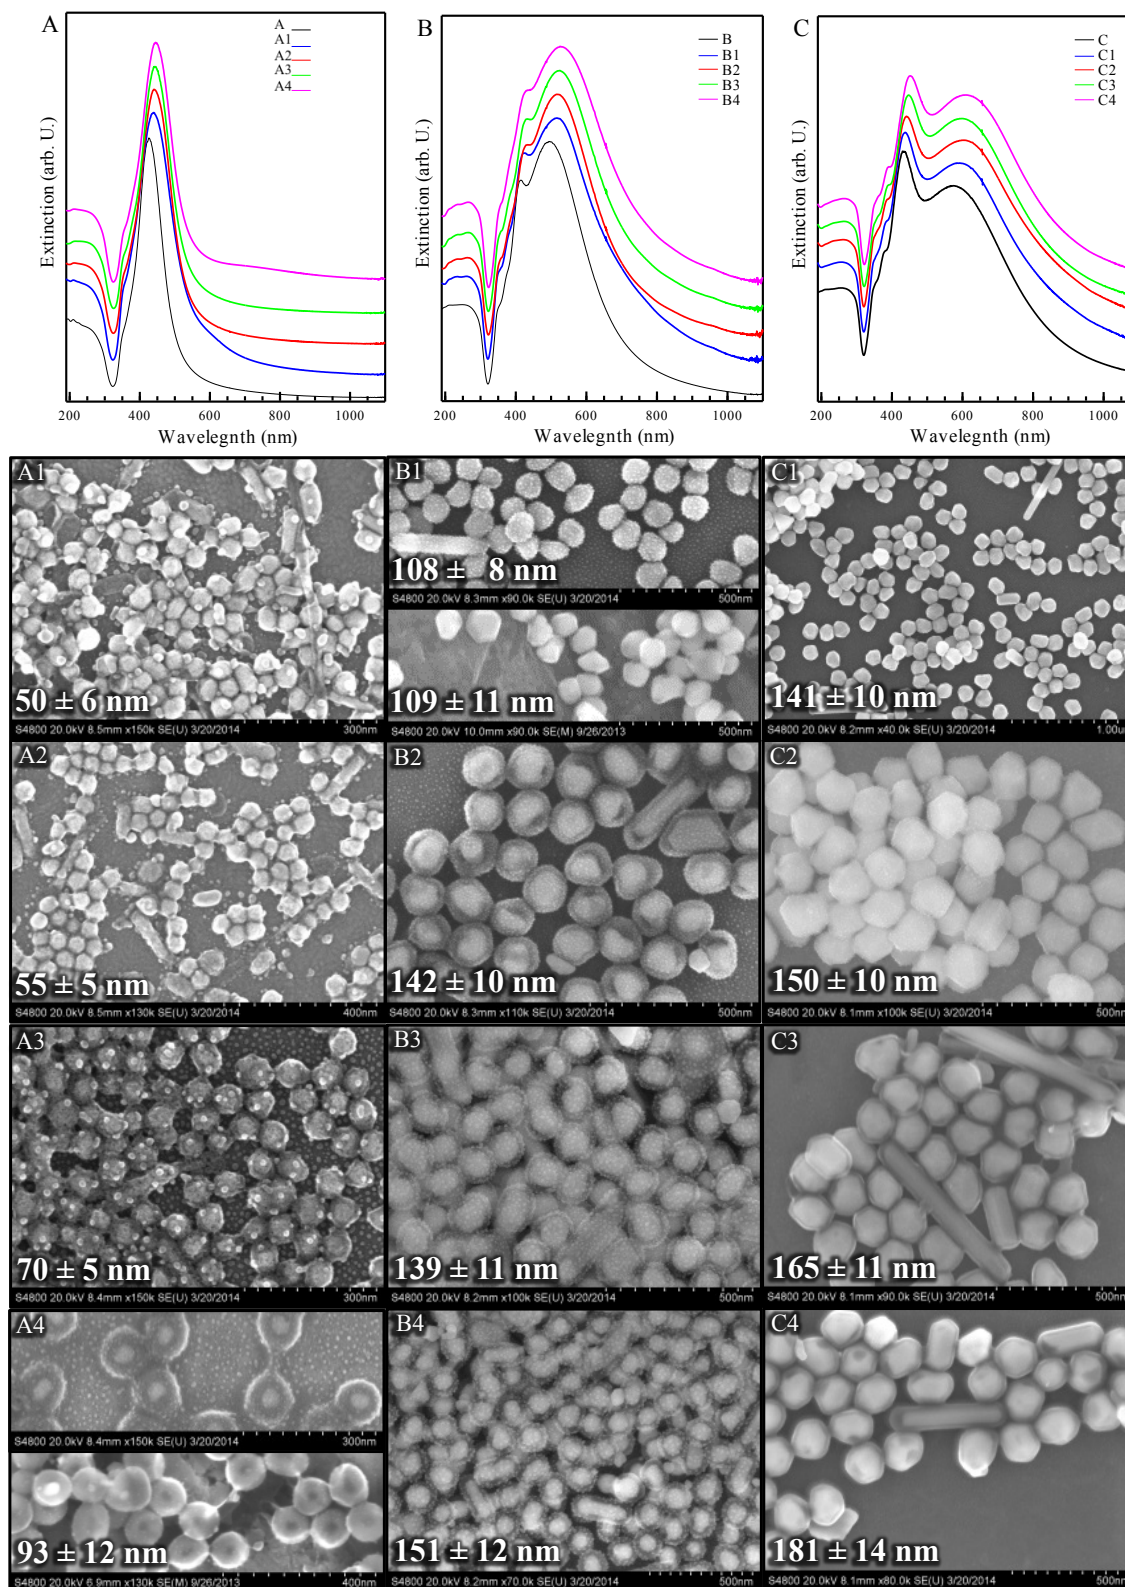 A
A
A1
A2
A3
A4
Extinction (arb. U.)
200 400 600 800 1000
Wavelegnth (nm)
B
B
B1
B2
B3
B4
Extinction (arb. U.)
200 400 600 800 1000
Wavelegnth (nm)
C
C
C1
C2
C3
C4
Extinction (arb. U.)
200 400 600 800 1000
Wavelegnth (nm)
A1
50 ± 6 nm
S4800 20.0kV 8.5mm x150k SE(U) 3/20/2014 300nm
B1
108 ± 8 nm
S4800 20.0kV 8.3mm x90.0k SE(U) 3/20/2014 500nm
109 ± 11 nm
S4800 20.0kV 10.0mm x90.0k SE(M) 9/26/2013 500nm
C1
141 ± 10 nm
S4800 20.0kV 8.2mm x40.0k SE(U) 3/20/2014 1.00u
A2
55 ± 5 nm
S4800 20.0kV 8.5mm x130k SE(U) 3/20/2014 400nm
B2
142 ± 10 nm
S4800 20.0kV 8.3mm x110k SE(U) 3/20/2014 500nm
C2
150 ± 10 nm
S4800 20.0kV 8.1mm x100k SE(U) 3/20/2014 500nm
A3
70 ± 5 nm
S4800 20.0kV 8.4mm x150k SE(U) 3/20/2014 300nm
B3
139 ± 11 nm
S4800 20.0kV 8.2mm x100k SE(U) 3/20/2014 500nm
C3
165 ± 11 nm
S4800 20.0kV 8.1mm x90.0k SE(U) 3/20/2014 500nm
A4
S4800 20.0kV 8.4mm x150k SE(U) 3/20/2014 300nm
93 ± 12 nm
S4800 20.0kV 6.9mm x130k SE(M) 9/26/2013 400nm
B4
151 ± 12 nm
S4800 20.0kV 8.2mm x70.0k SE(U) 3/20/2014 500nm
C4
181 ± 14 nm
S4800 20.0kV 8.1mm x80.0k SE(U) 3/20/2014 500nm